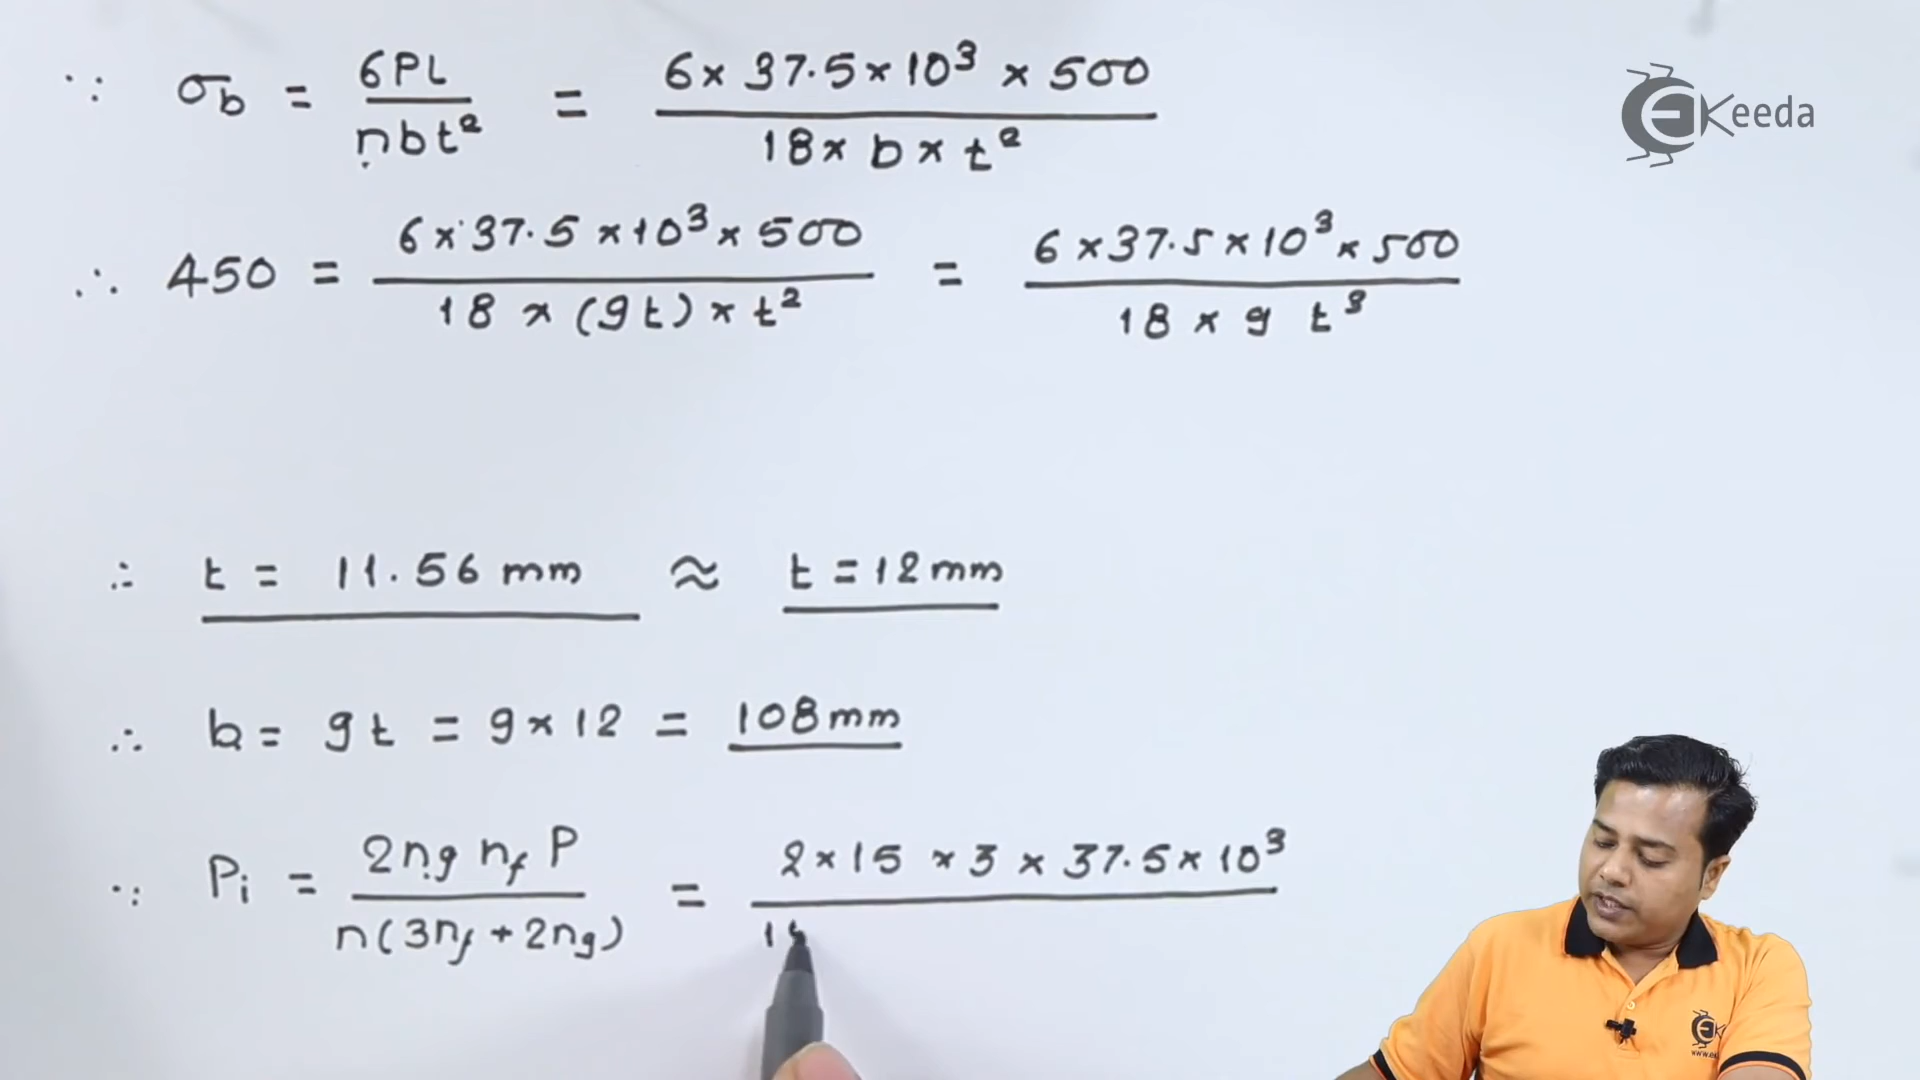 ∵ σb = 6PL / nbt² = 6 × 37.5 × 10³ × 500 / 18 × b × t²
EKeeda
∴ 450 = 6 × 37.5 × 10³ × 500 / 18 × (9t) × t² = 6 × 37.5 × 10³ × 500 / 18 × 9 t³
∴ t = 11.56 mm ≈ t = 12 mm
∴ b = 9t = 9 × 12 = 108 mm
∵ Pi = 2ng nf P / n(3nf + 2ng) = 2 × 15 × 3 × 37.5 × 10³ / 1